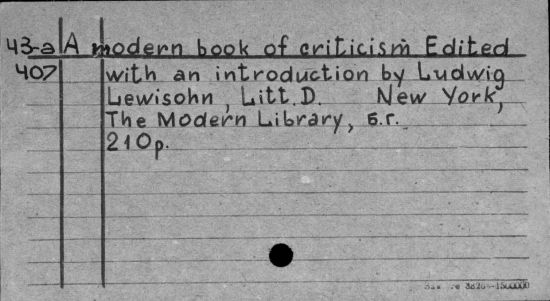 43-a A modern book of criticism Edited
407 with an introduction by Ludwig
Lewisohn, Litt.D. New York,
The Modern Library, б.г.
210p.